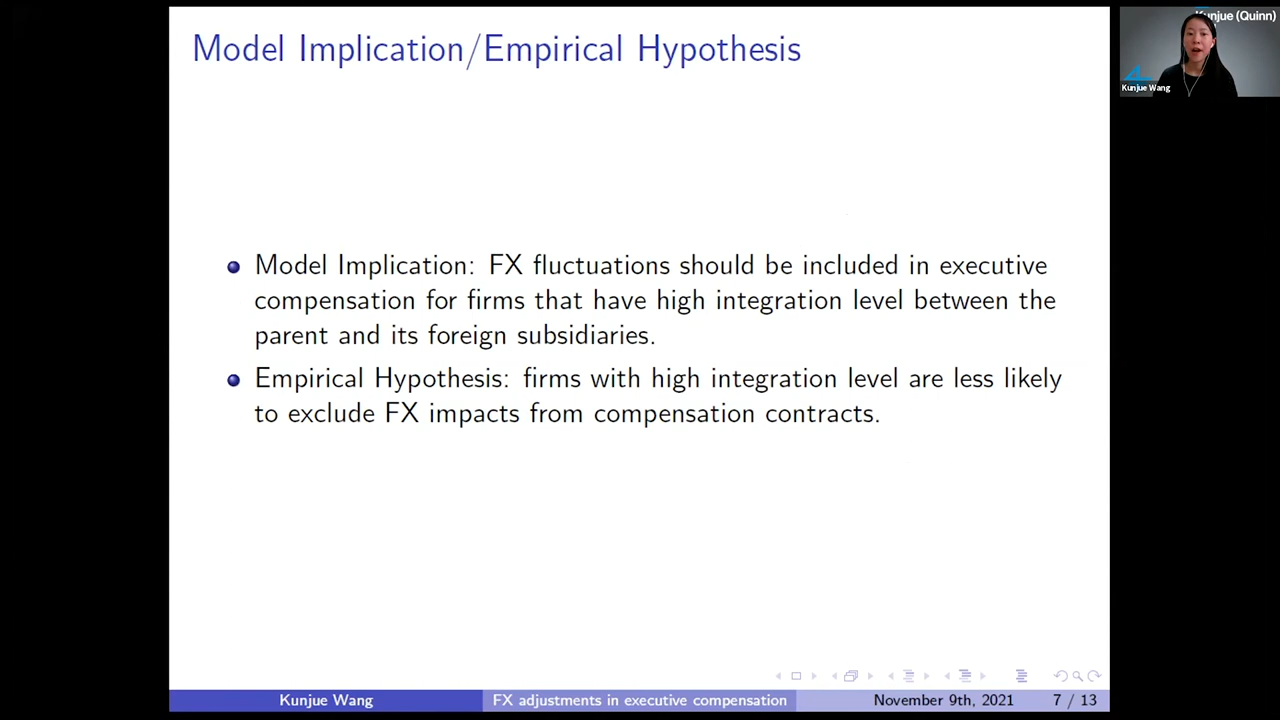 Model Implication/Empirical Hypothesis
Kunjue (Quinn)
Kunjue Wang
Model Implication: FX fluctuations should be included in executive
compensation for firms that have high integration level between the
parent and its foreign subsidiaries.
Empirical Hypothesis: firms with high integration level are less likely
to exclude FX impacts from compensation contracts.
Kunjue Wang
FX adjustments in executive compensation
November 9th, 2021
7 / 13